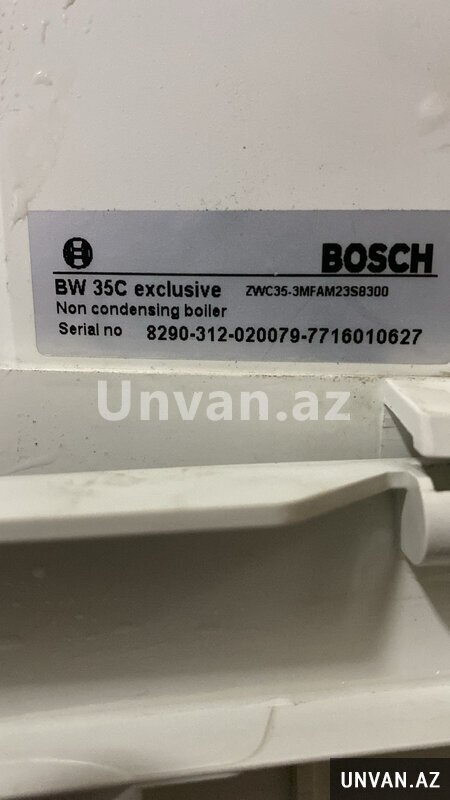 BOSCH
BW 35C exclusive ZWC35-3MFAM23S8300
Non condensing boiler
Serial no 8290-312-020079-7716010627
Unvan.az
UNVAN.AZ